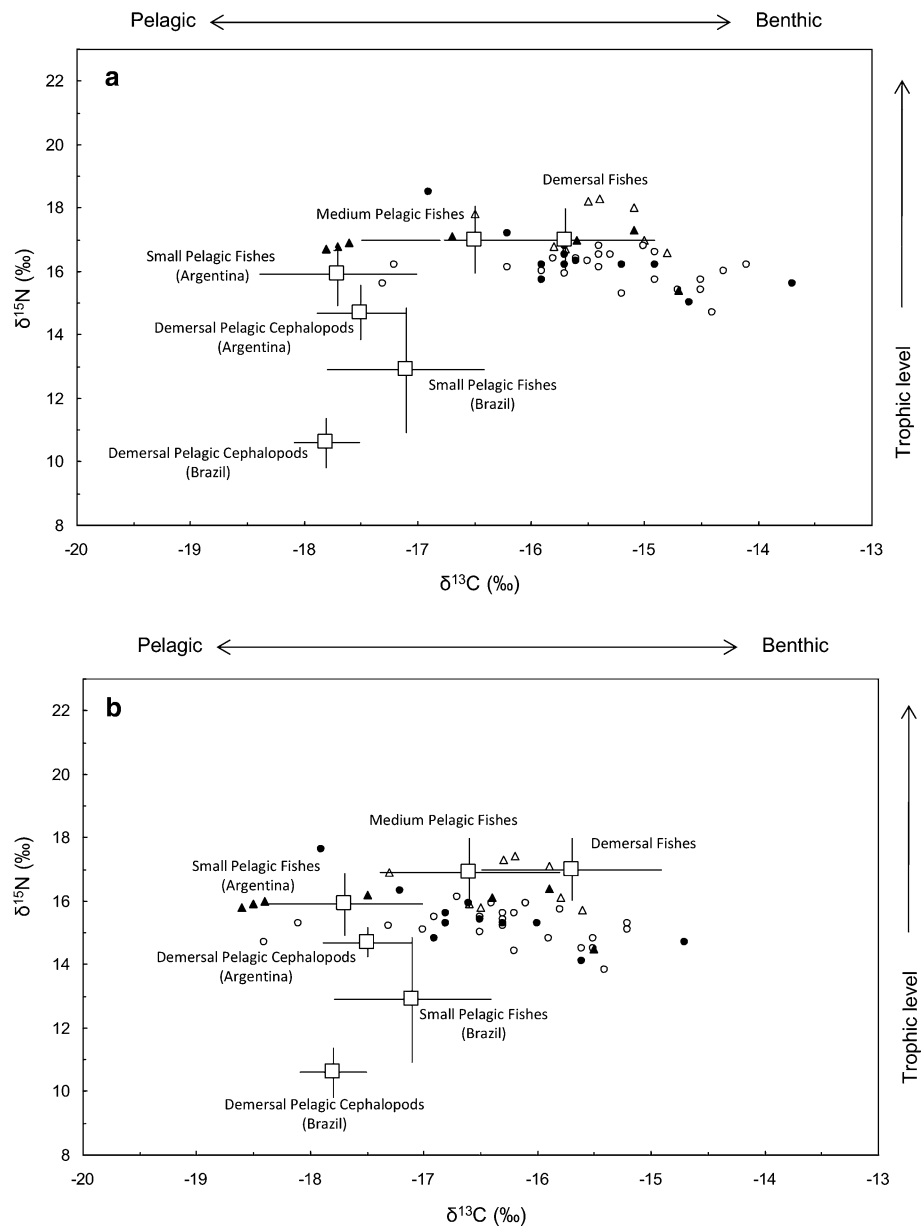 Pelagic Benthic
a
22
20
18
16
14
12
10
8
δ15N (‰)
Demersal Fishes
Medium Pelagic Fishes
Small Pelagic Fishes
(Argentina)
Demersal Pelagic Cephalopods
(Argentina)
Small Pelagic Fishes
(Brazil)
Demersal Pelagic Cephalopods
(Brazil)
Trophic level
-20 -19 -18 -17 -16 -15 -14 -13
δ13C (‰)
Pelagic Benthic
b
22
20
18
16
14
12
10
8
δ15N (‰)
Medium Pelagic Fishes
Demersal Fishes
Small Pelagic Fishes
(Argentina)
Demersal Pelagic Cephalopods
(Argentina)
Small Pelagic Fishes
(Brazil)
Demersal Pelagic Cephalopods
(Brazil)
Trophic level
-20 -19 -18 -17 -16 -15 -14 -13
δ13C (‰)